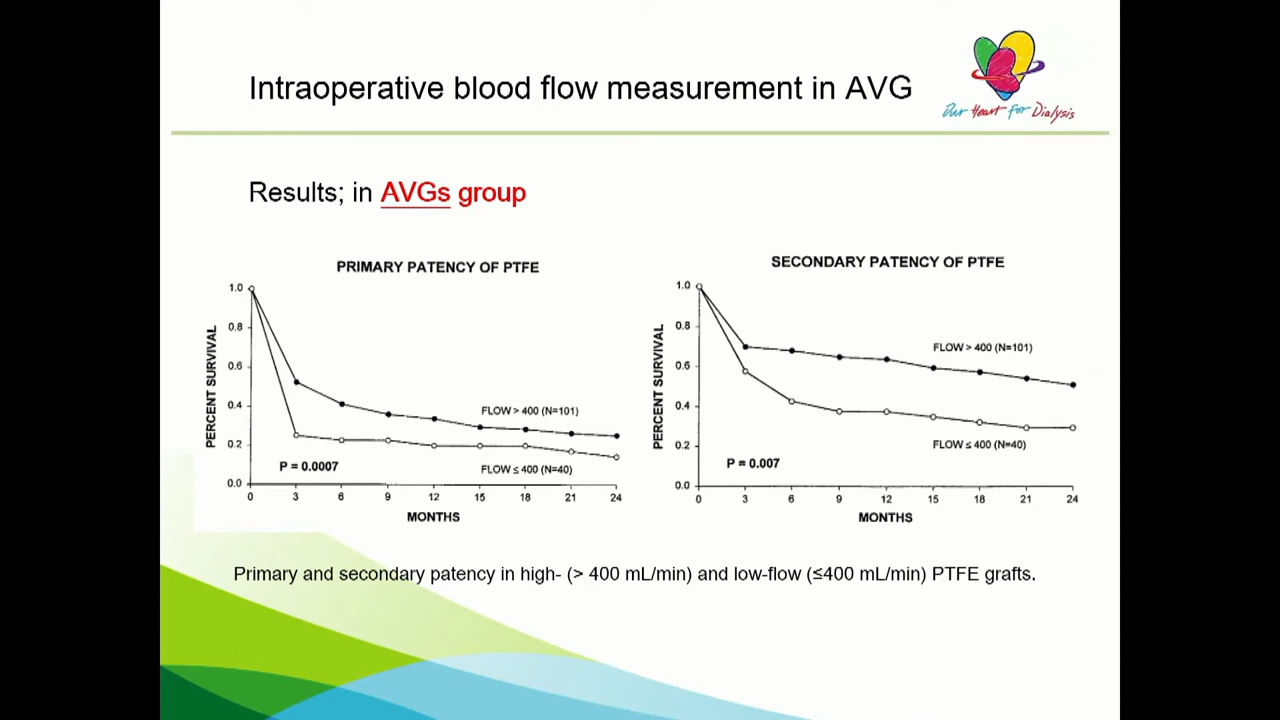 Intraoperative blood flow measurement in AVG
Our Heart for Dialysis
Results; in AVGs group
PRIMARY PATENCY OF PTFE
PERCENT SURVIVAL
1.0
0.8
0.6
0.4
0.2
0.0
FLOW > 400 (N=101)
FLOW ≤ 400 (N=40)
P = 0.0007
0 3 6 9 12 15 18 21 24
MONTHS
SECONDARY PATENCY OF PTFE
PERCENT SURVIVAL
1.0
0.8
0.6
0.4
0.2
0.0
FLOW > 400 (N=101)
FLOW ≤ 400 (N=40)
P = 0.007
0 3 6 9 12 15 18 21 24
MONTHS
Primary and secondary patency in high- (> 400 mL/min) and low-flow (≤400 mL/min) PTFE grafts.